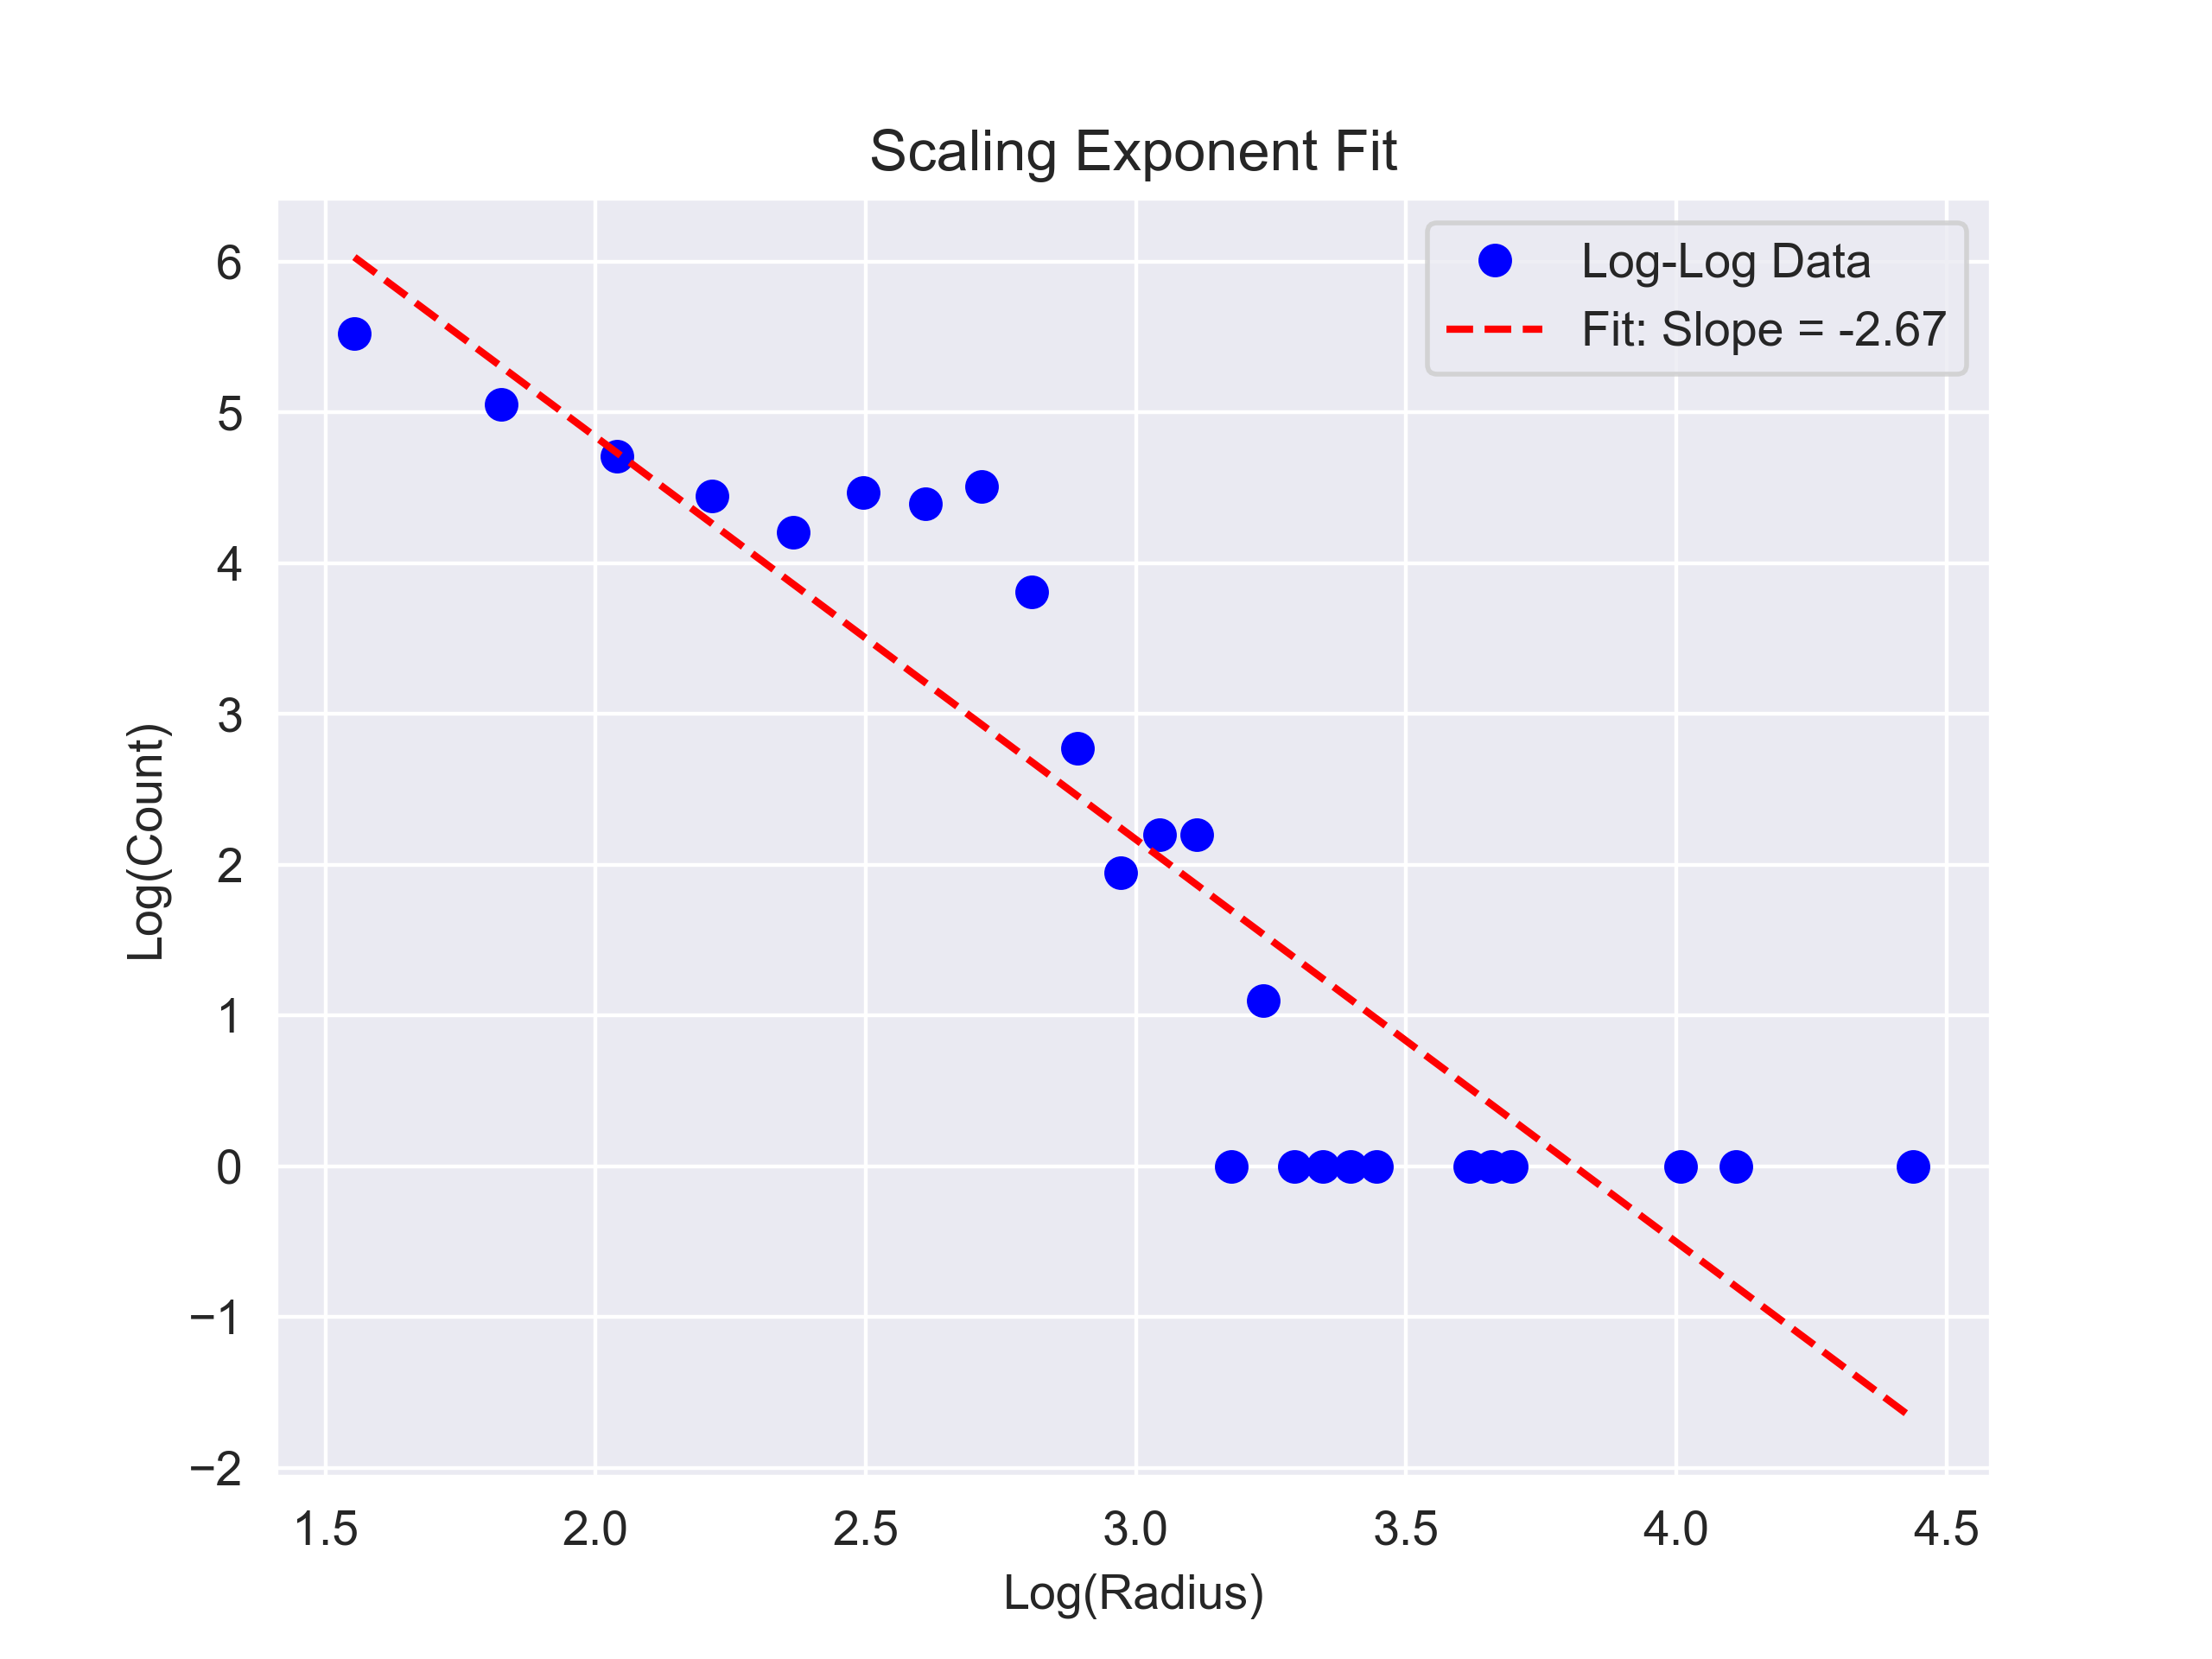 Scaling Exponent Fit
Log-Log Data
Fit: Slope = -2.67
6
5
4
3
2
1
0
−1
−2
Log(Count)
1.5 2.0 2.5 3.0 3.5 4.0 4.5
Log(Radius)